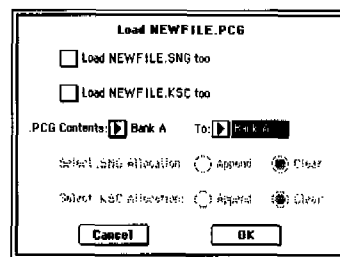 Load NEWFILE.PCG
Load NEWFILE.SNG too
Load NEWFILE.KSC too
.PCG Contents: Bank A To: Bank A
Select .SNG Allocation Append Clear
Select .KSC Allocation: Append Clear
Cancel OK